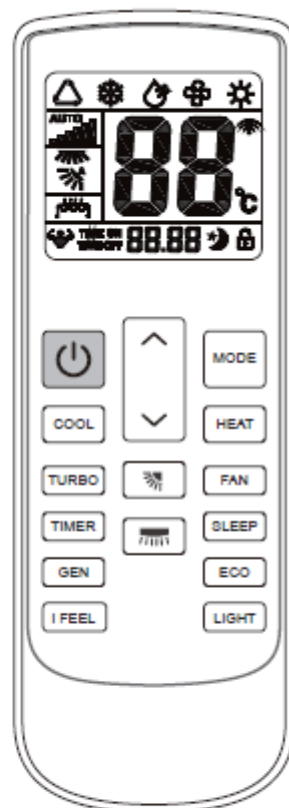 AUTO
88
°C
TIME ON
TIME OFF
88.88
MODE
COOL
HEAT
TURBO
FAN
TIMER
SLEEP
GEN
ECO
I FEEL
LIGHT